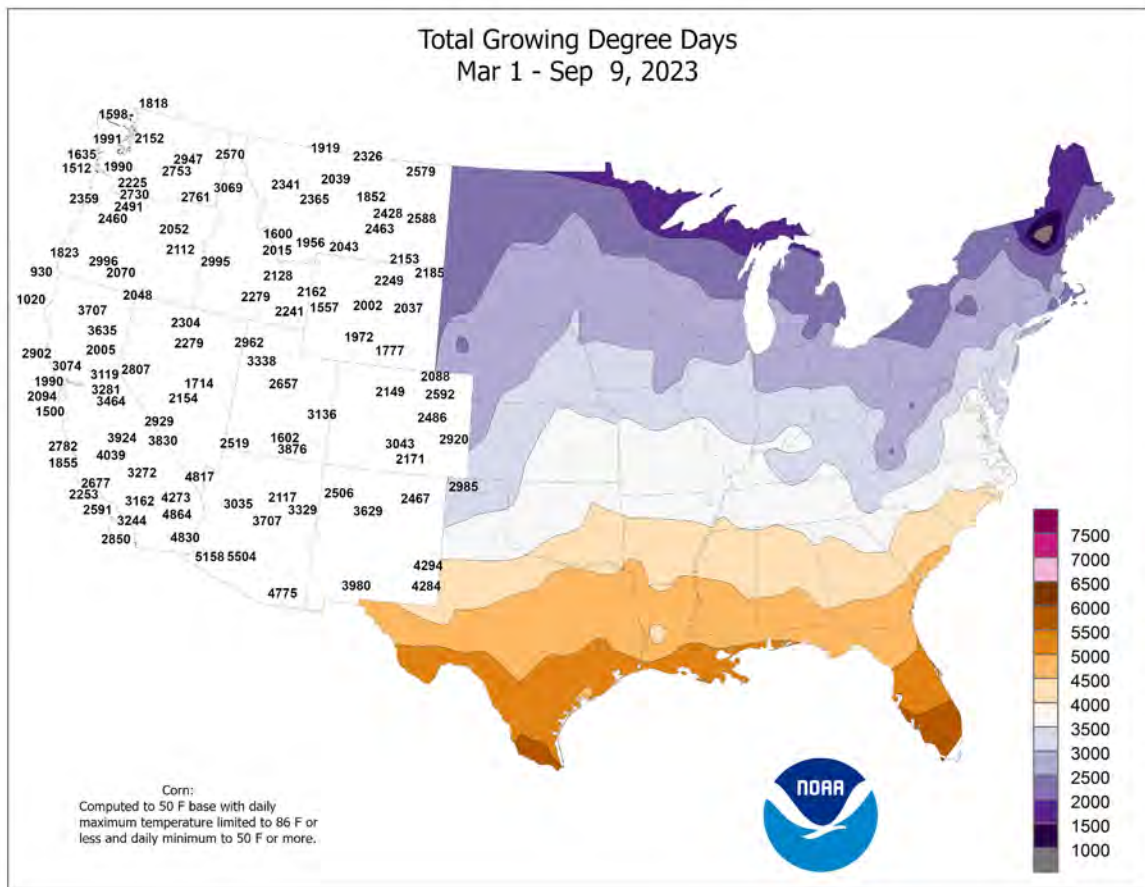 Total Growing Degree Days
Mar 1 - Sep 9, 2023
1818
1598
1991 2152
1919
1635 2947 2570 2326
1512 1990 2753 2579
2225 2039
2359 2730 2761 3069 2341
2491 2365 1852
2460 2428 2588
2052 1600 2463
1823 2112 2015 1956 2043
2996 2995 2153
930 2070 2128 2249 2185
1020 2048 2279 2162
3707 2241 1557 2002 2037
3635 2304
2902 2005 2279 2962 1972
3074 3338 1777
1990 3119 2807 1714 2657 2088
2094 3281 2154 2149 2592
1500 3464
2929 3136 2486
2782 3924 3830 2519 1602 3043 2920
1855 4039 3876 2171
3272 4817
2677 2985
2253 3162 4273 3035 2117 2506 2467
2591 3244 4864 3707 3329 3629
2850 4830
5158 5504
4294
4775 3980 4284
7500
7000
6500
6000
5500
5000
4500
4000
3500
3000
2500
2000
1500
1000
NOAA
Corn:
Computed to 50 F base with daily
maximum temperature limited to 86 F or
less and daily minimum to 50 F or more.